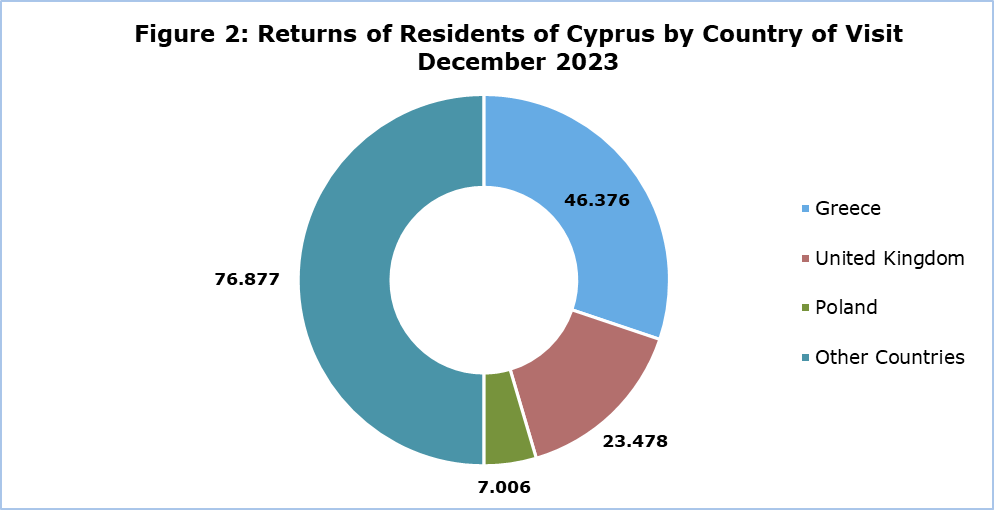 Figure 2: Returns of Residents of Cyprus by Country of Visit
December 2023
46.376
76.877
23.478
7.006
Greece
United Kingdom
Poland
Other Countries